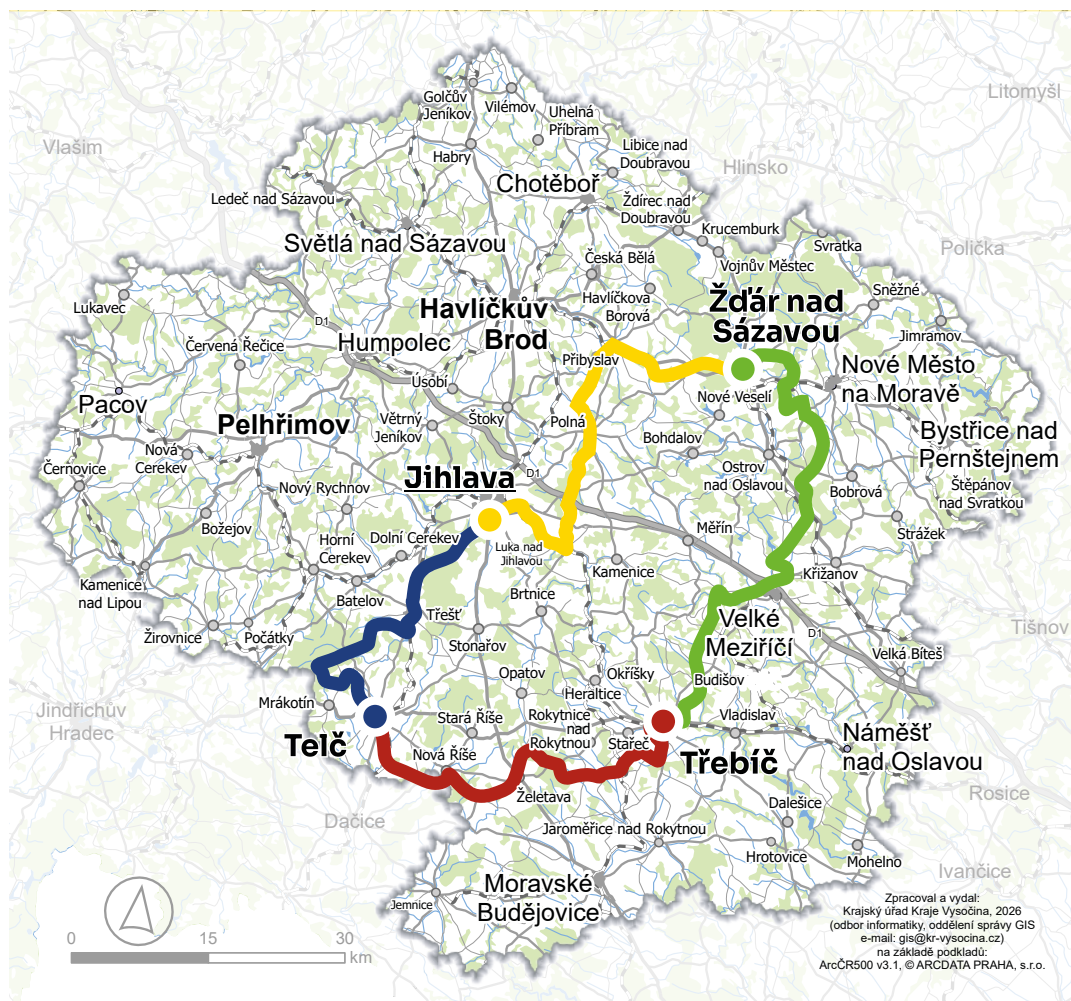 Golčův
Jeníkov
Vilémov
Uhelná
Příbram
Litomyšl
Vlašim
Habry
Libice nad
Doubravou
Hlinsko
Ledeč nad Sázavou
Chotěboř
Ždírec nad
Doubravou
Krucemburk
Světlá nad Sázavou
Svratka
Polička
Česká Bělá
Vojnův Městec
Lukavec
Havlíčkova
Borová
Sněžné
Havlíčkův
Brod
Žďár nad
Sázavou
D1
Jimramov
Červená Řečice
Humpolec
Přibyslav
Nové Město
na Moravě
Úsobí
Pacov
Nové Veselí
Větrný
Jeníkov
Štoky
Polná
Pelhřimov
Bohdalov
Bystřice nad
Pernštejnem
Nová
Cerekev
Černovice
D1
Ostrov
nad Oslavou
Jihlava
Nový Rychnov
Bobrová
Štěpánov
nad Svratkou
Božejov
Měřín
Strážek
Horní
Cerekev
Dolní Cerekev
Luka nad
Jihlavou
Kamenice
Křižanov
Kamenice
nad Lipou
Batelov
Brtnice
Třešť
Velké
Meziříčí
Tišnov
Žirovnice
Počátky
Stonařov
D1
Velká Bíteš
Opatov
Okříšky
Budišov
Heraltice
Mrákotín
Jindřichův
Hradec
Stará Říše
Rokytnice
nad
Rokytnou
Vladislav
Telč
Stařeč
Náměšť
nad Oslavou
Nová Říše
Třebíč
Želetava
Rosice
Dačice
Dalešice
Jaroměřice nad Rokytnou
Hrotovice
Mohelno
Ivančice
Moravské
Budějovice
Jemnice
Zpracoval a vydal:
Krajský úřad Kraje Vysočina, 2026
(odbor informatiky, oddělení správy GIS
e-mail: gis@kr-vysocina.cz)
na základě podkladů:
ArcČR500 v3.1, © ARCDATA PRAHA, s.r.o.
0 15 30
km